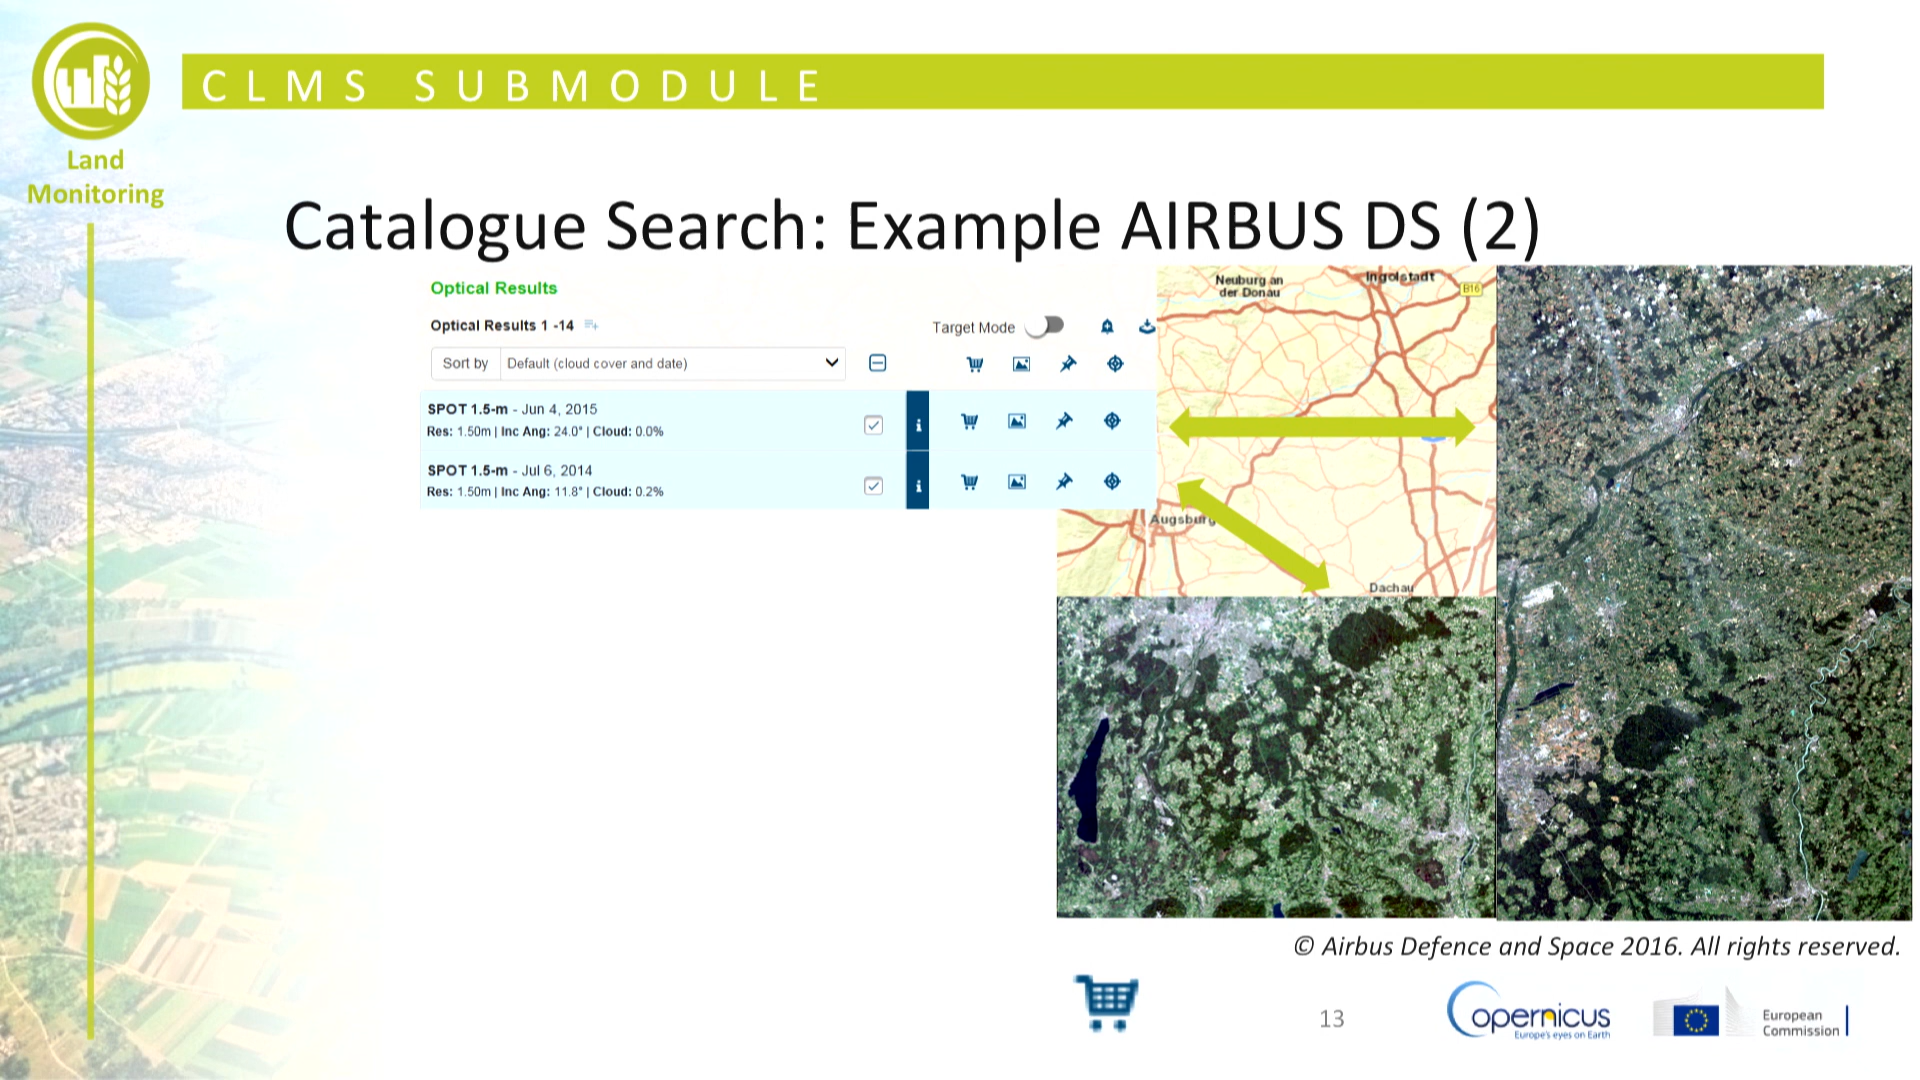 CLMS SUBMODULE
Land
Monitoring
Catalogue Search: Example AIRBUS DS (2)
Optical Results
Optical Results 1 -14
Target Mode
Sort by Default (cloud cover and date)
SPOT 1.5-m - Jun 4, 2015
Res: 1.50m | Inc Ang: 24.0° | Cloud: 0.0%
i
SPOT 1.5-m - Jul 6, 2014
Res: 1.50m | Inc Ang: 11.8° | Cloud: 0.2%
i
Neuburg an
der Donau
Ingolstadt
B16
Augsburg
Dachau
© Airbus Defence and Space 2016. All rights reserved.
13
opernicus
Europe's eyes on Earth
European
Commission